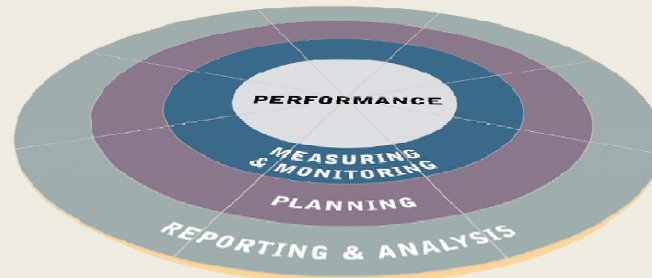 PERFORMANCE
MEASURING
& MONITORING
PLANNING
REPORTING & ANALYSIS